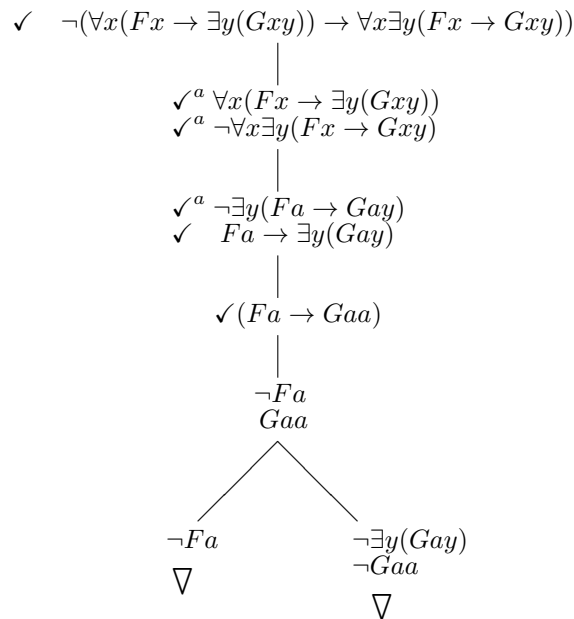 ✓ ¬(∀x(Fx → ∃y(Gxy)) → ∀x∃y(Fx → Gxy))
✓ᵃ ∀x(Fx → ∃y(Gxy))
✓ᵃ ¬∀x∃y(Fx → Gxy)
✓ᵃ ¬∃y(Fa → Gay)
✓ Fa → ∃y(Gay)
✓(Fa → Gaa)
¬Fa
Gaa
¬Fa ¬∃y(Gay)
¬Gaa
▽ ▽